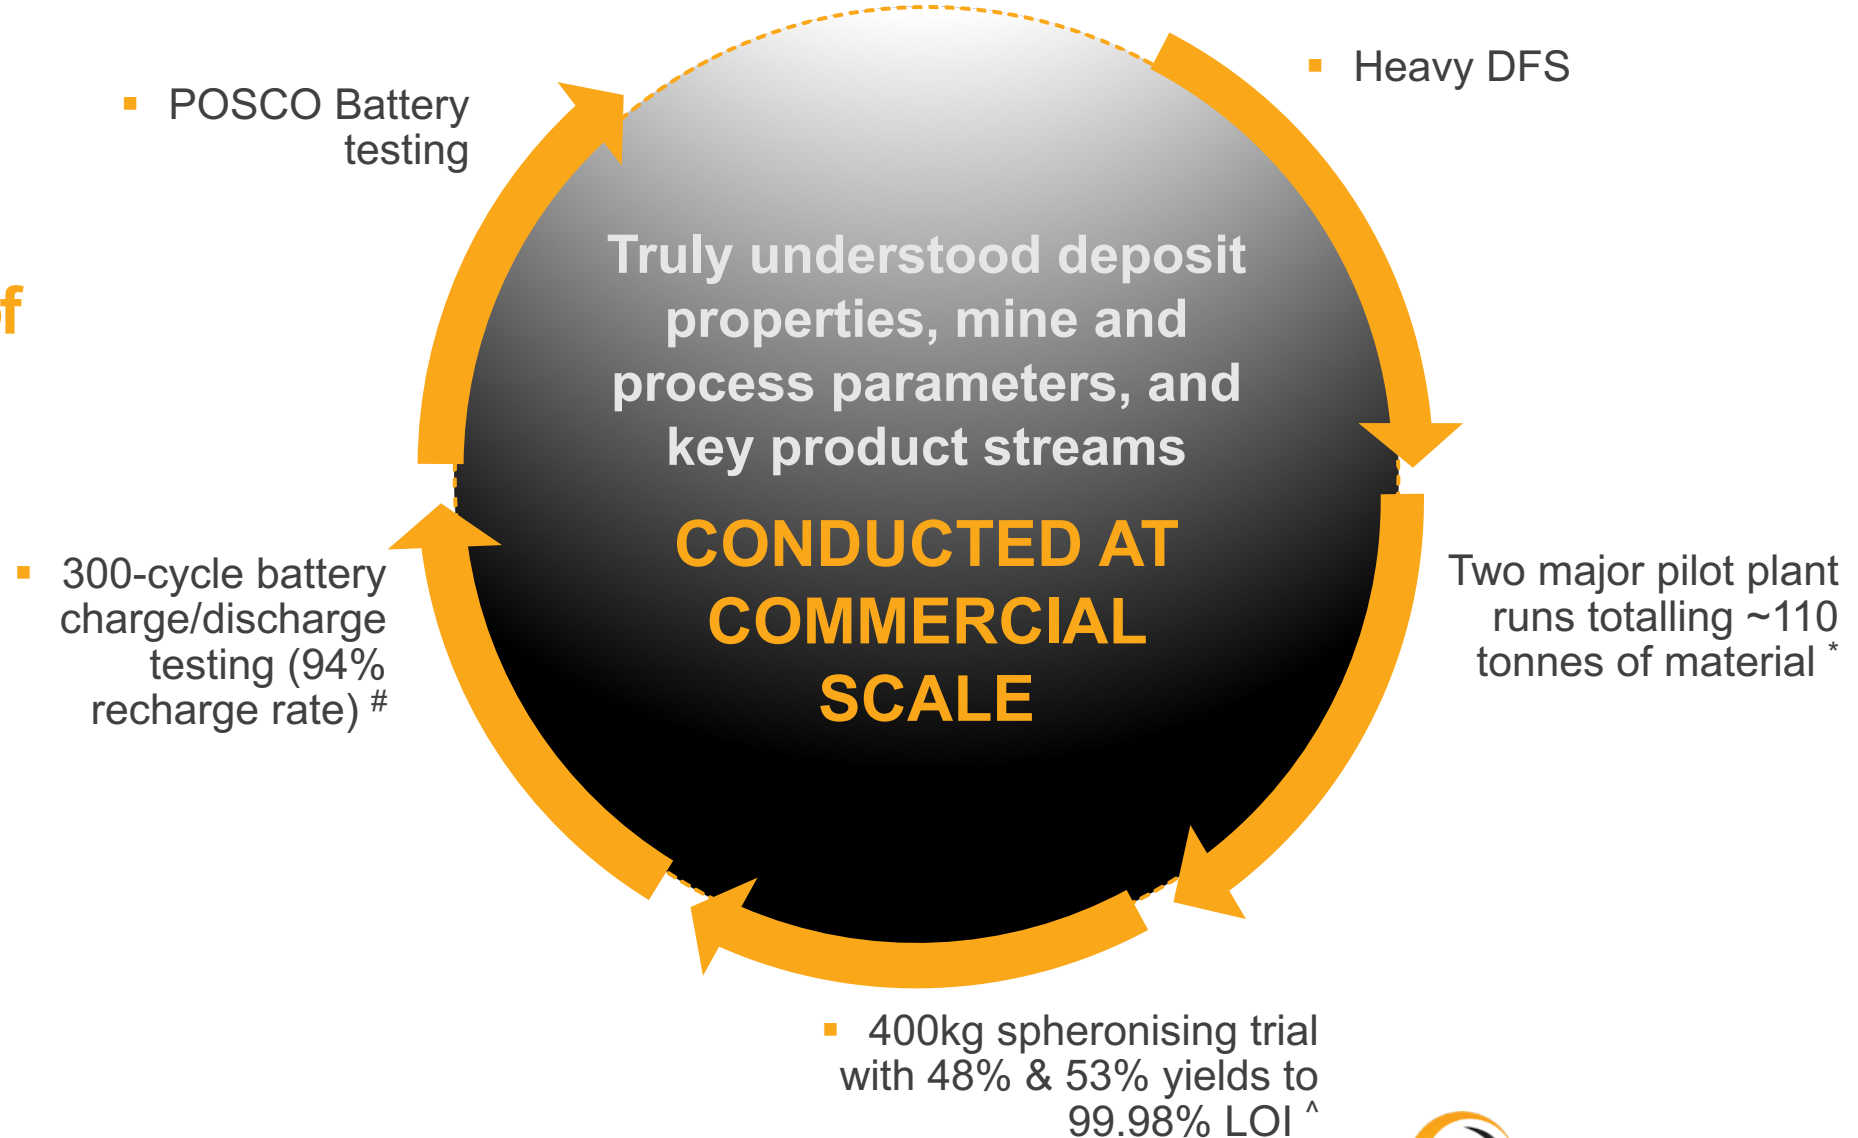 ▪ Heavy DFS
▪ POSCO Battery
testing
Truly understood deposit
properties, mine and
process parameters, and
key product streams
CONDUCTED AT
COMMERCIAL
SCALE
Two major pilot plant
runs totalling ~110
tonnes of material *
▪ 400kg spheronising trial
with 48% & 53% yields to
99.98% LOI ^
▪ 300-cycle battery
charge/discharge
testing (94%
recharge rate) #